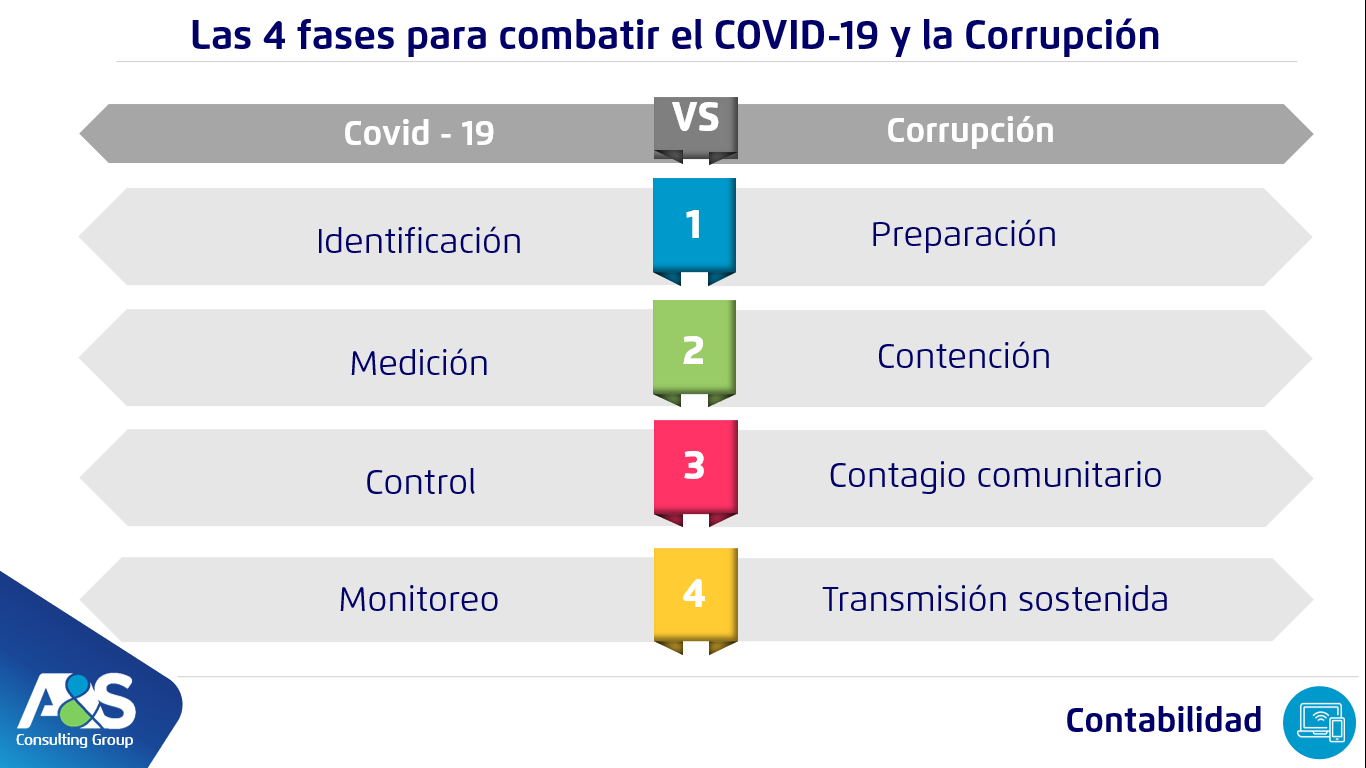 Las 4 fases para combatir el COVID-19 y la Corrupción
Covid - 19
VS
Corrupción
Identificación
1
Preparación
Medición
2
Contención
Control
3
Contagio comunitario
Monitoreo
4
Transmisión sostenida
A&S
Consulting Group
Contabilidad